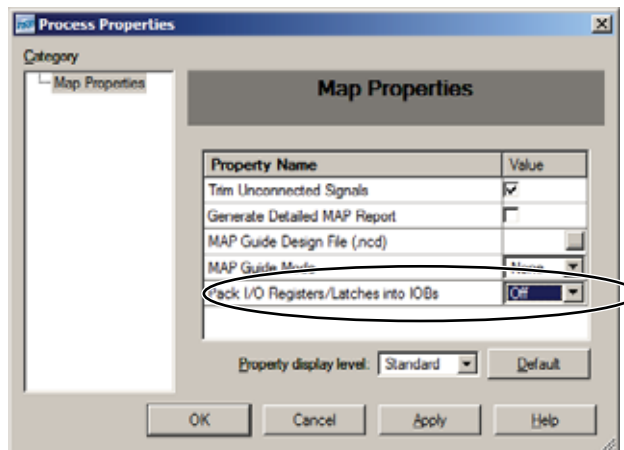 Process Properties
Category
Map Properties
Map Properties
Property Name Value
Trim Unconnected Signals
Generate Detailed MAP Report
MAP Guide Design File (.ncd)
MAP Guide Mode None
Pack I/O Registers/Latches into IOBs Off
Property display level: Standard Default
OK Cancel Apply Help